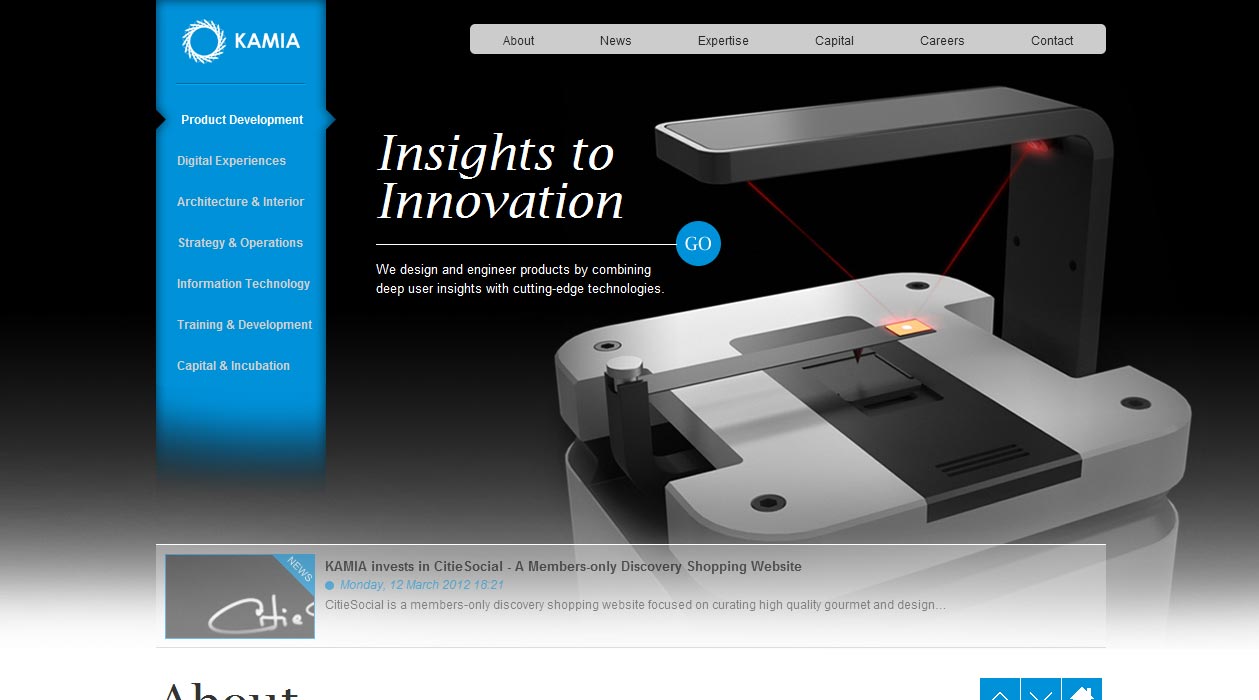 KAMIA
About News Expertise Capital Careers Contact
Product Development
Digital Experiences
Architecture & Interior
Strategy & Operations
Information Technology
Training & Development
Capital & Incubation
Insights to
Innovation
GO
We design and engineer products by combining
deep user insights with cutting-edge technologies.
NEWS
Citie
KAMIA invests in CitieSocial - A Members-only Discovery Shopping Website
Monday, 12 March 2012 16:21
CitieSocial is a members-only discovery shopping website focused on curating high quality gourmet and design...
About